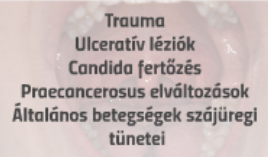 Trauma
Ulceratív léziók
Candida fertőzés
Praecancerosus elváltozások
Általános betegségek szájüregi
tünetei